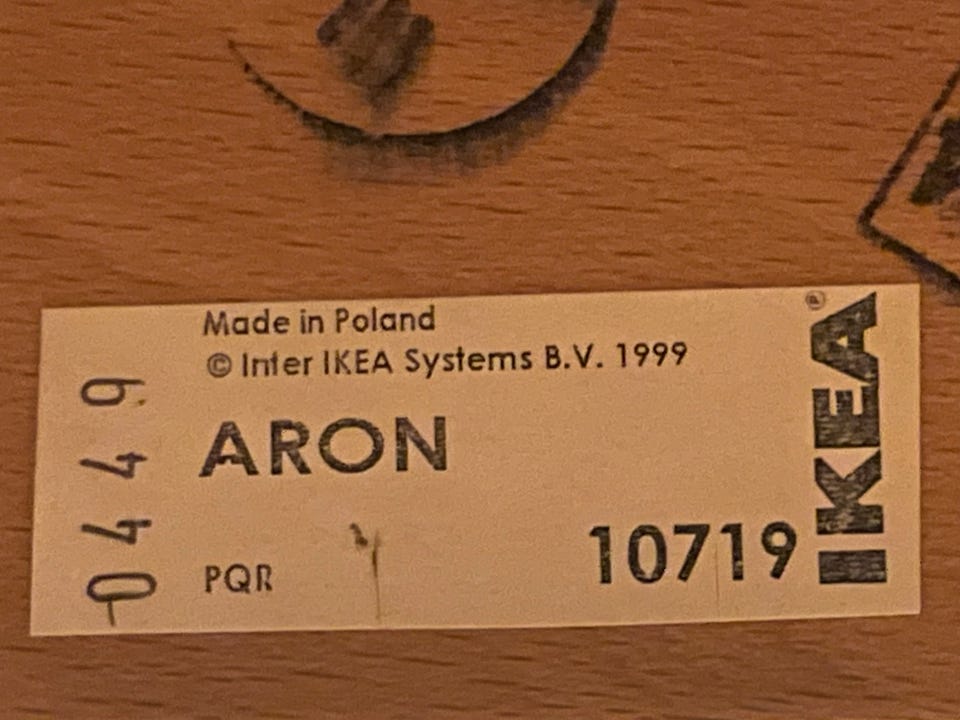 Made in Poland
© Inter IKEA Systems B.V. 1999
ARON
PQR
10719
IKEA®
0449